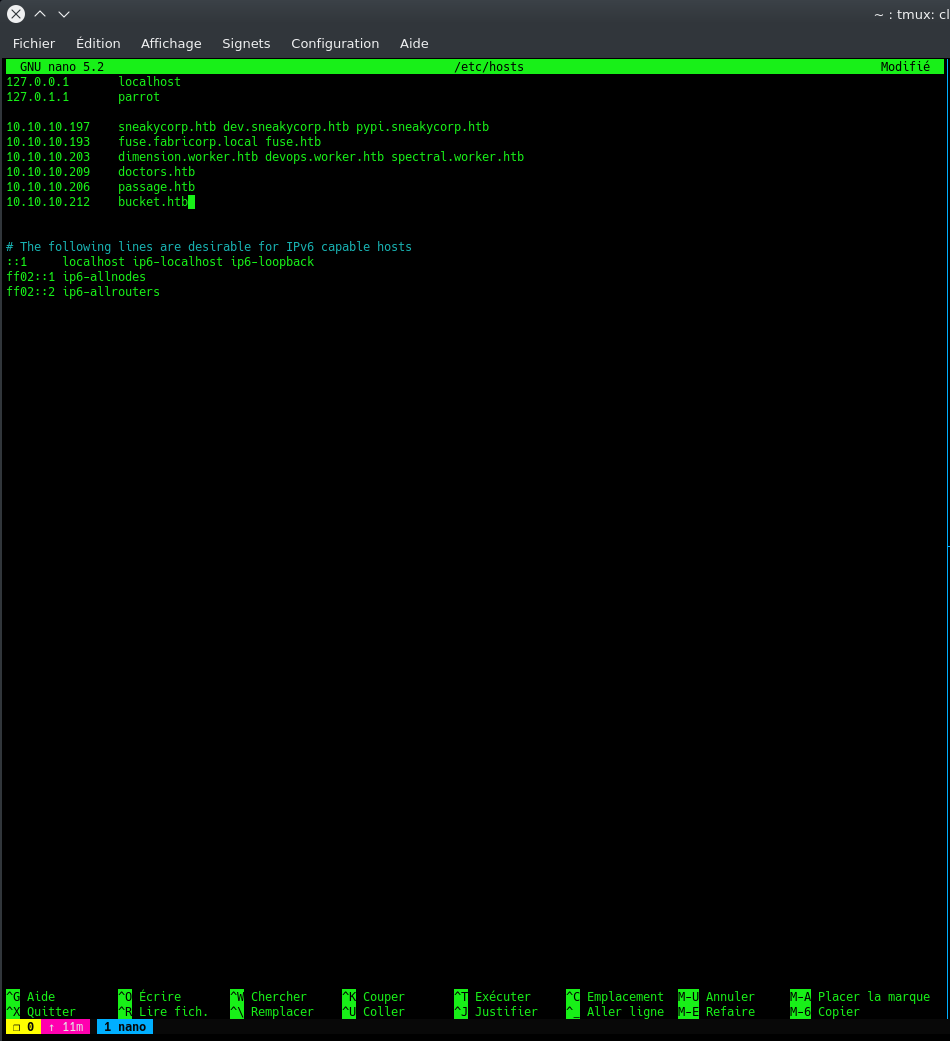 ~ : tmux: cl
Fichier Édition Affichage Signets Configuration Aide
GNU nano 5.2 /etc/hosts Modifié
127.0.0.1 localhost
127.0.1.1 parrot
10.10.10.197 sneakycorp.htb dev.sneakycorp.htb pypi.sneakycorp.htb
10.10.10.193 fuse.fabricorp.local fuse.htb
10.10.10.203 dimension.worker.htb devops.worker.htb spectral.worker.htb
10.10.10.209 doctors.htb
10.10.10.206 passage.htb
10.10.10.212 bucket.htb
# The following lines are desirable for IPv6 capable hosts
::1 localhost ip6-localhost ip6-loopback
ff02::1 ip6-allnodes
ff02::2 ip6-allrouters
^G Aide ^O Écrire ^W Chercher ^K Couper ^T Exécuter ^C Emplacement M-U Annuler M-A Placer la marque
^X Quitter ^R Lire fich. ^\ Remplacer ^U Coller ^J Justifier ^_ Aller ligne M-E Refaire M-6 Copier
❐ 0 ↑ 11m 1 nano